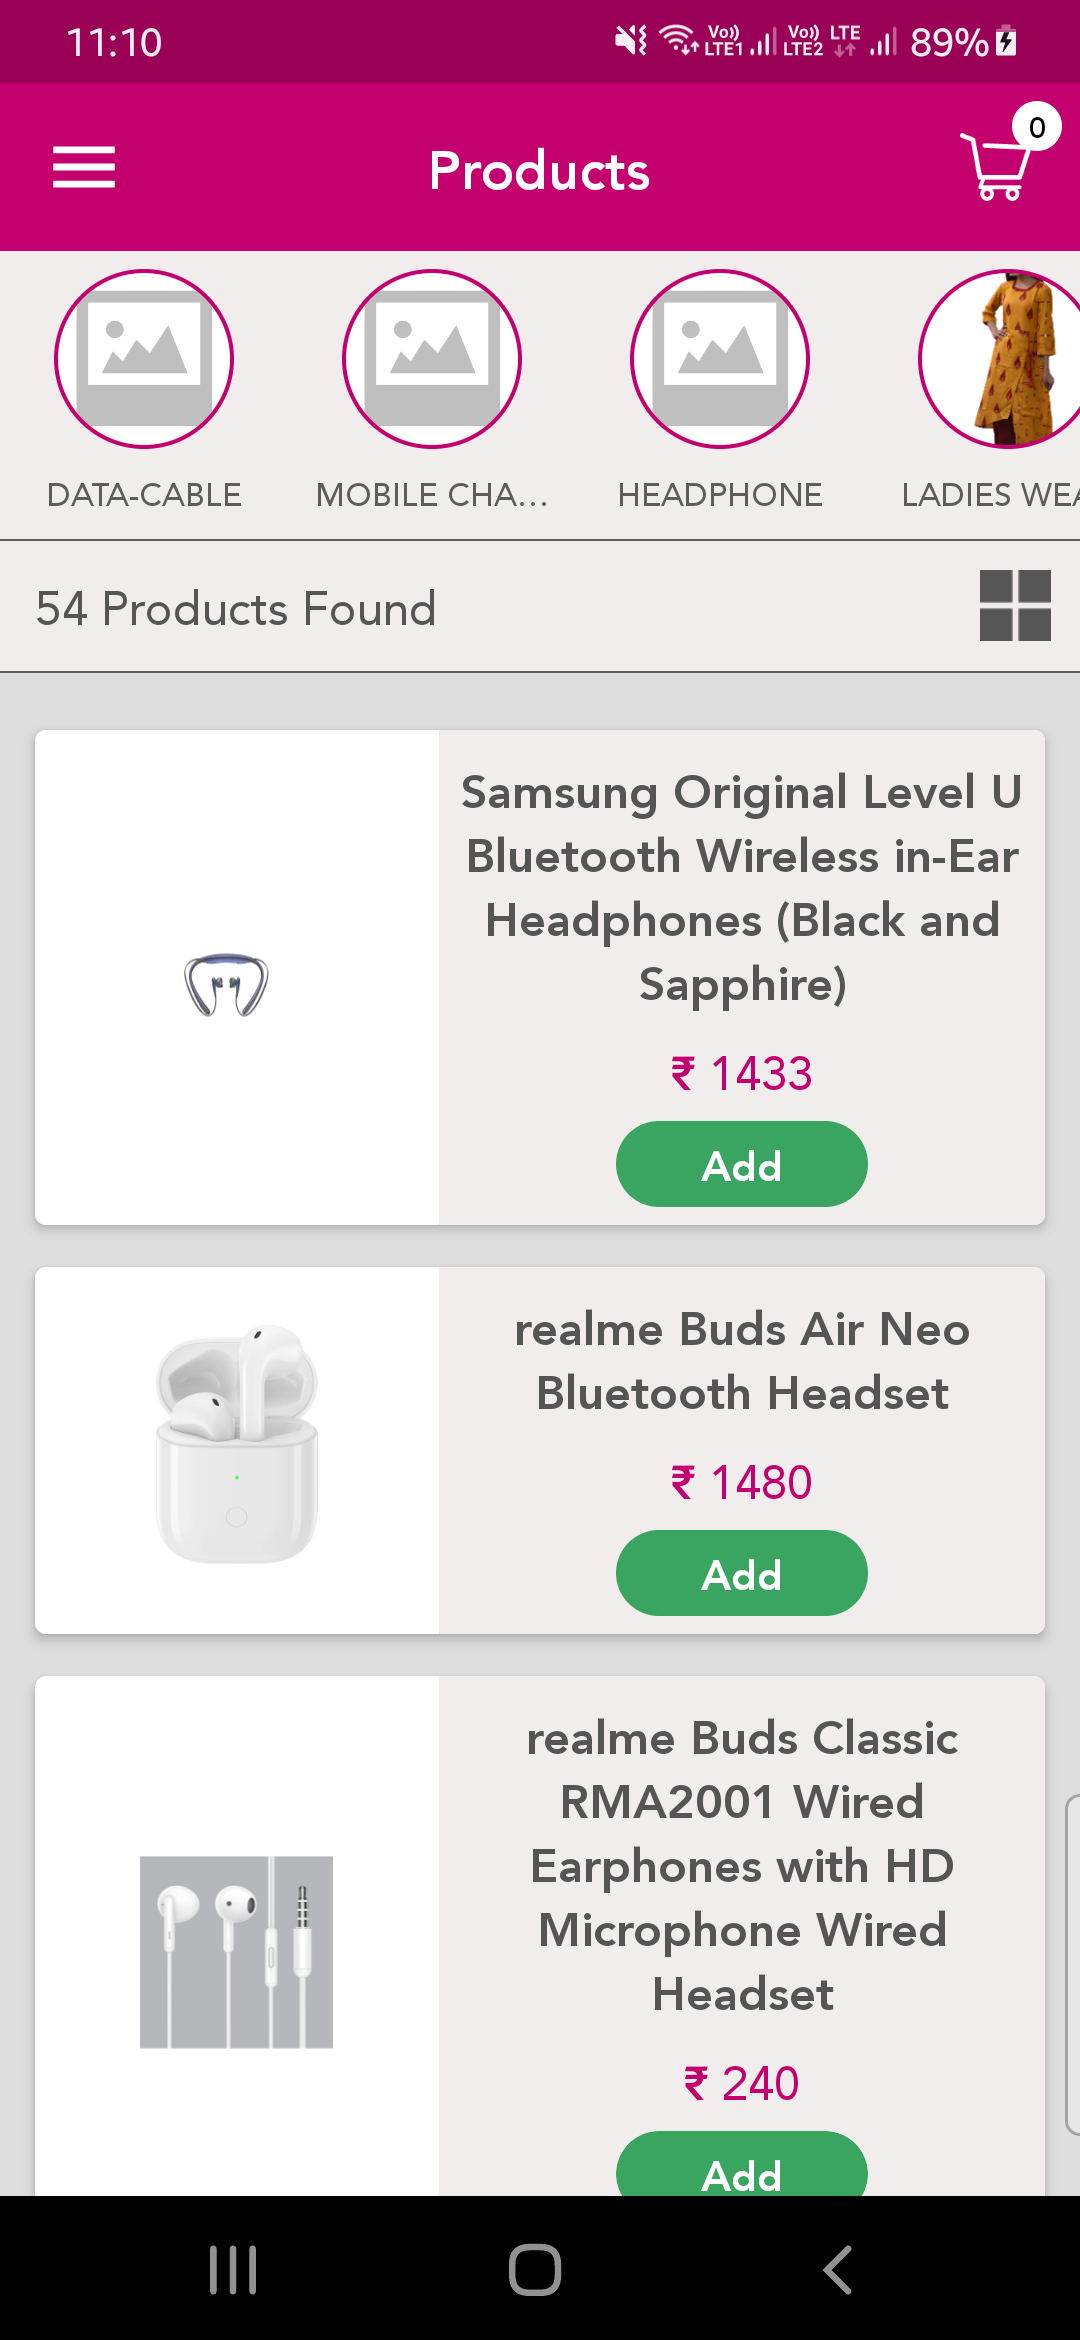 11:10
Vo)) LTE1 Vo)) LTE2 LTE 89%
Products
0
DATA-CABLE MOBILE CHA... HEADPHONE LADIES WEA
54 Products Found
Samsung Original Level U
Bluetooth Wireless in-Ear
Headphones (Black and
Sapphire)
₹ 1433
Add
realme Buds Air Neo
Bluetooth Headset
₹ 1480
Add
realme Buds Classic
RMA2001 Wired
Earphones with HD
Microphone Wired
Headset
₹ 240
Add